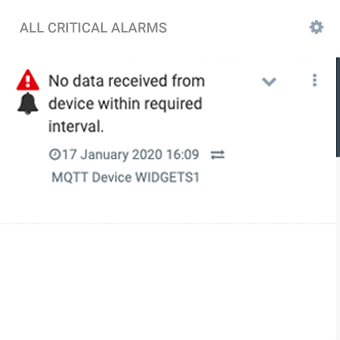 ALL CRITICAL ALARMS
No data received from
device within required
interval.
17 January 2020 16:09
MQTT Device WIDGETS1